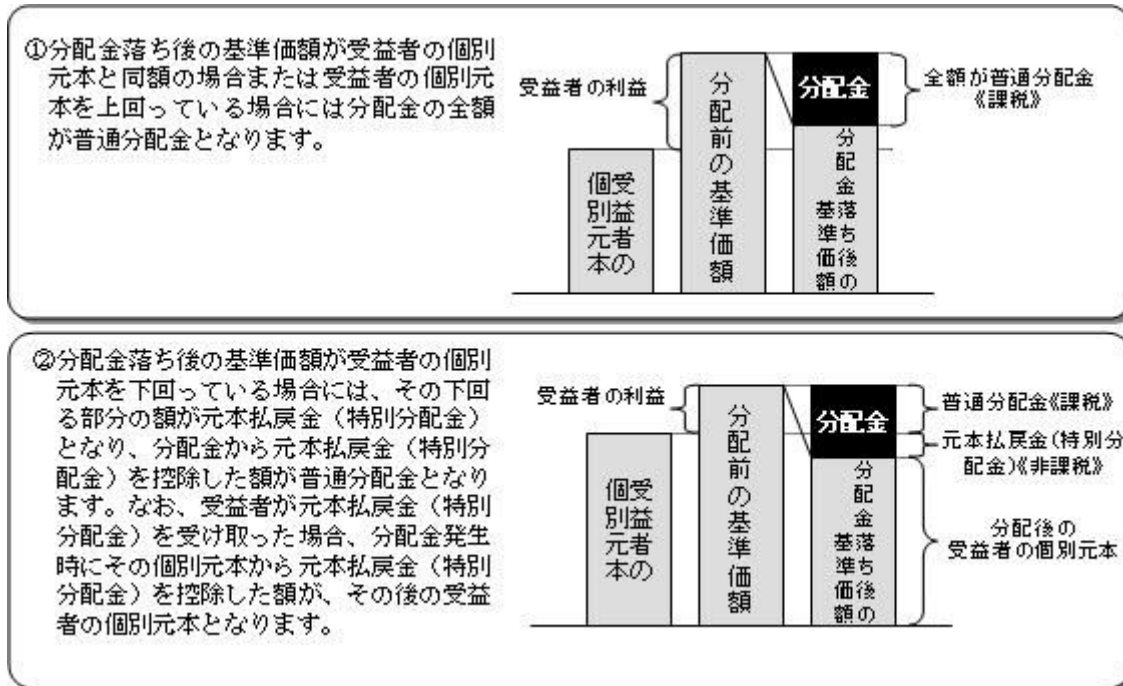 ①分配金落ち後の基準価額が受益者の個別
元本と同額の場合または受益者の個別元
本を上回っている場合には分配金の全額
が普通分配金となります。
受益者の利益
受益者の
個別元本
分配前の基準価額
分配金
分配金落ち後の
基準価額
全額が普通分配金
《課税》
②分配金落ち後の基準価額が受益者の個別
元本を下回っている場合には、その下回
る部分の額が元本払戻金（特別分配金）
となり、分配金から元本払戻金（特別分
配金）を控除した額が普通分配金となり
ます。なお、受益者が元本払戻金（特別
分配金）を受け取った場合、分配金発生
時にその個別元本から元本払戻金（特別
分配金）を控除した額が、その後の受益
者の個別元本となります。
受益者の利益
受益者の
個別元本
分配前の基準価額
分配金
分配金落ち後の
基準価額
普通分配金《課税》
元本払戻金(特別分
配金)《非課税》
分配後の
受益者の個別元本